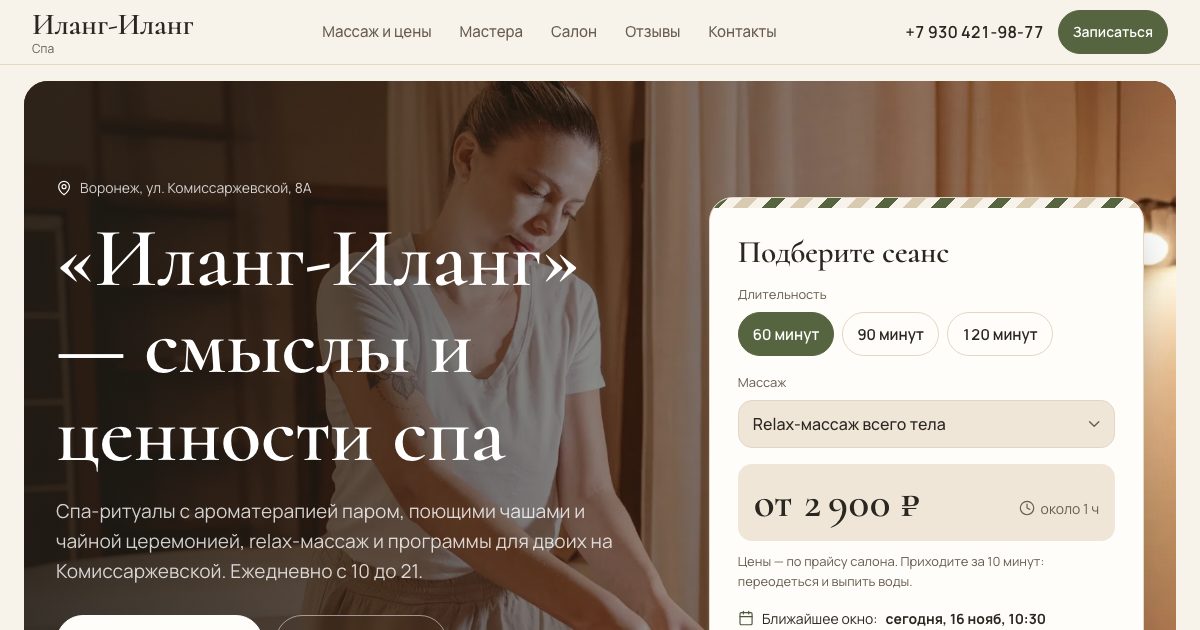 Иланг-Иланг
Спа
Массаж и цены
Мастера
Салон
Отзывы
Контакты
+7 930 421-98-77
Записаться
Воронеж, ул. Комиссаржевской, 8А
«Иланг-Иланг»
— смыслы и
ценности спа
Спа-ритуалы с ароматерапией паром, поющими чашами и
чайной церемонией, relax-массаж и программы для двоих на
Комиссаржевской. Ежедневно с 10 до 21.
Подберите сеанс
Длительность
60 минут
90 минут
120 минут
Массаж
Relax-массаж всего тела
от 2 900 ₽
около 1 ч
Цены — по прайсу салона. Приходите за 10 минут:
переодеться и выпить воды.
Ближайшее окно: сегодня, 16 нояб, 10:30